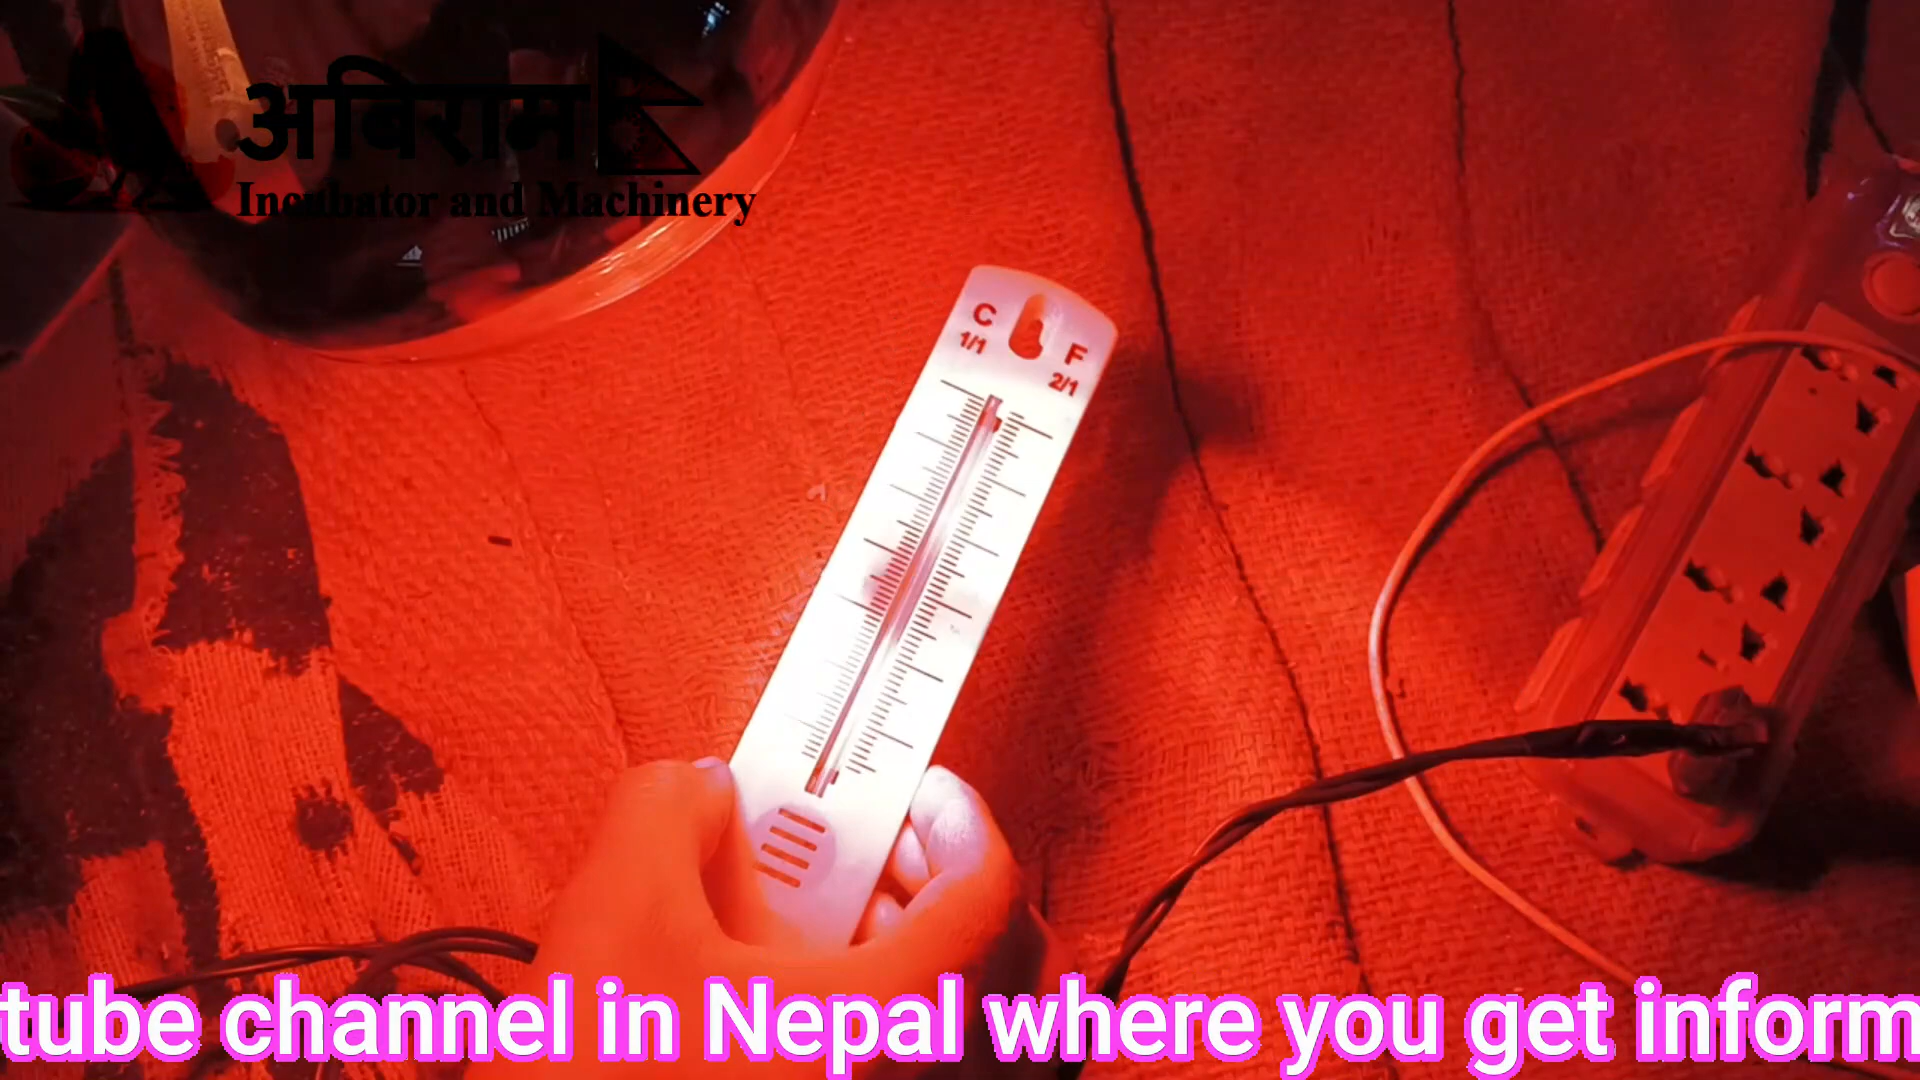 अविराम
Incubator and Machinery
C
F
1/1
2/1
tube channel in Nepal where you get inform